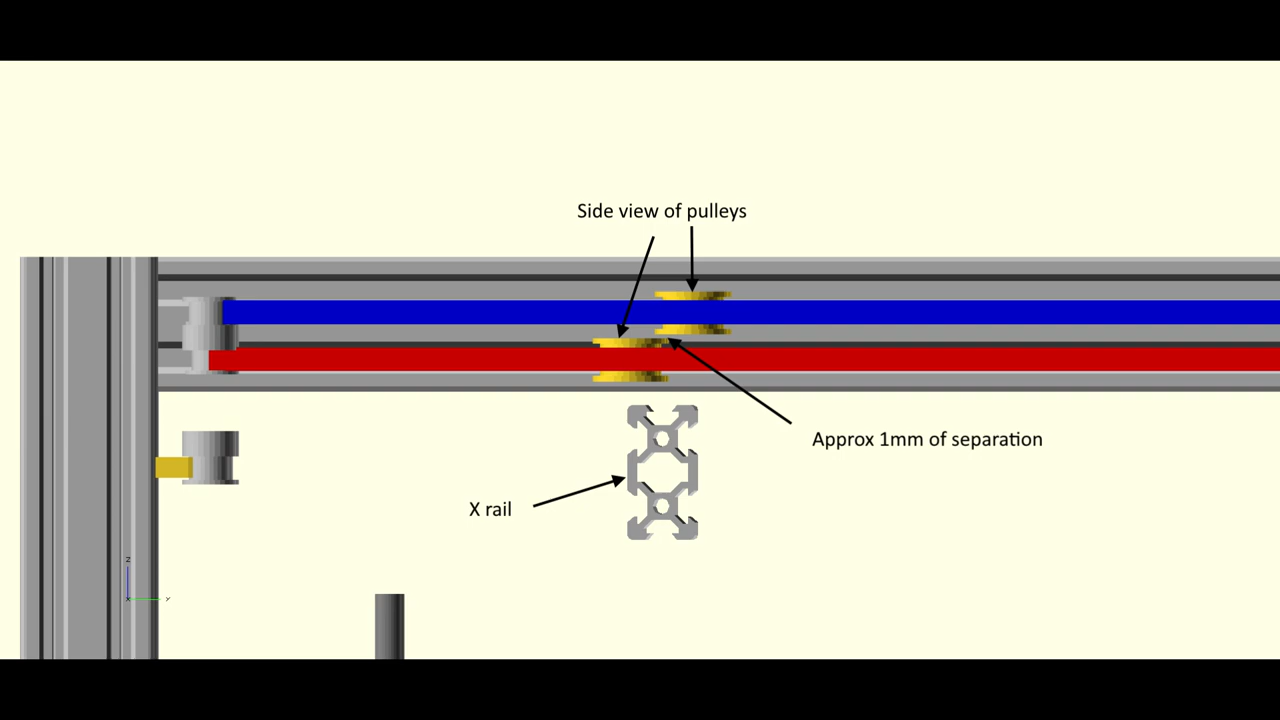 Side view of pulleys
Approx 1mm of separation
X rail
Z
X
Y